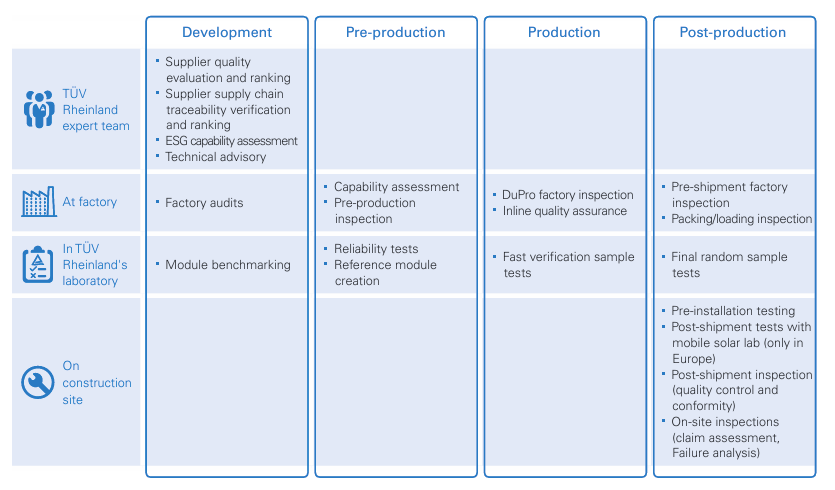 Development
Pre-production
Production
Post-production
TÜV
Rheinland
expert team
▪ Supplier quality
evaluation and ranking
▪ Supplier supply chain
traceability verification
and ranking
▪ ESG capability assessment
▪ Technical advisory
At factory
▪ Factory audits
▪ Capability assessment
▪ Pre-production
inspection
▪ DuPro factory inspection
▪ Inline quality assurance
▪ Pre-shipment factory
inspection
▪ Packing/loading inspection
In TÜV
Rheinland's
laboratory
▪ Module benchmarking
▪ Reliability tests
▪ Reference module
creation
▪ Fast verification sample
tests
▪ Final random sample
tests
On
construction
site
▪ Pre-installation testing
▪ Post-shipment tests with
mobile solar lab (only in
Europe)
▪ Post-shipment inspection
(quality control and
conformity)
▪ On-site inspections
(claim assessment,
Failure analysis)